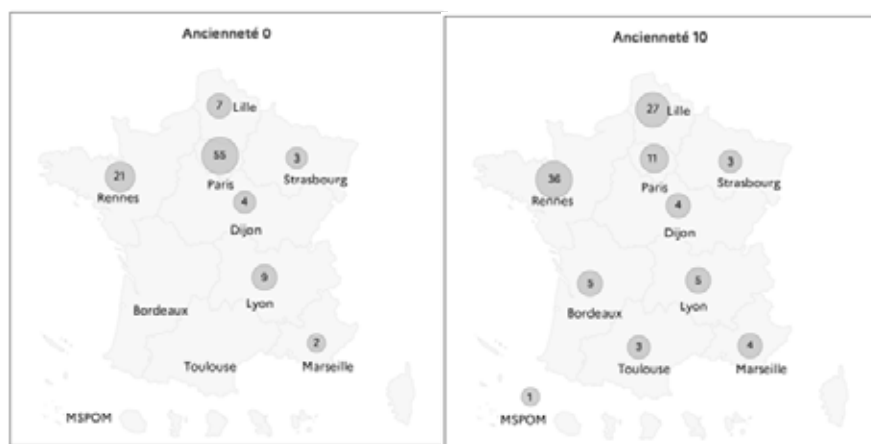 Ancienneté 0
7 Lille
55
Paris
3
Strasbourg
21
Rennes
4
Dijon
9
Lyon
Bordeaux
2
Marseille
Toulouse
MSPOM
Ancienneté 10
27 Lille
11
Paris
3
Strasbourg
36
Rennes
4
Dijon
5
Bordeaux
5
Lyon
3
Toulouse
4
Marseille
1
MSPOM